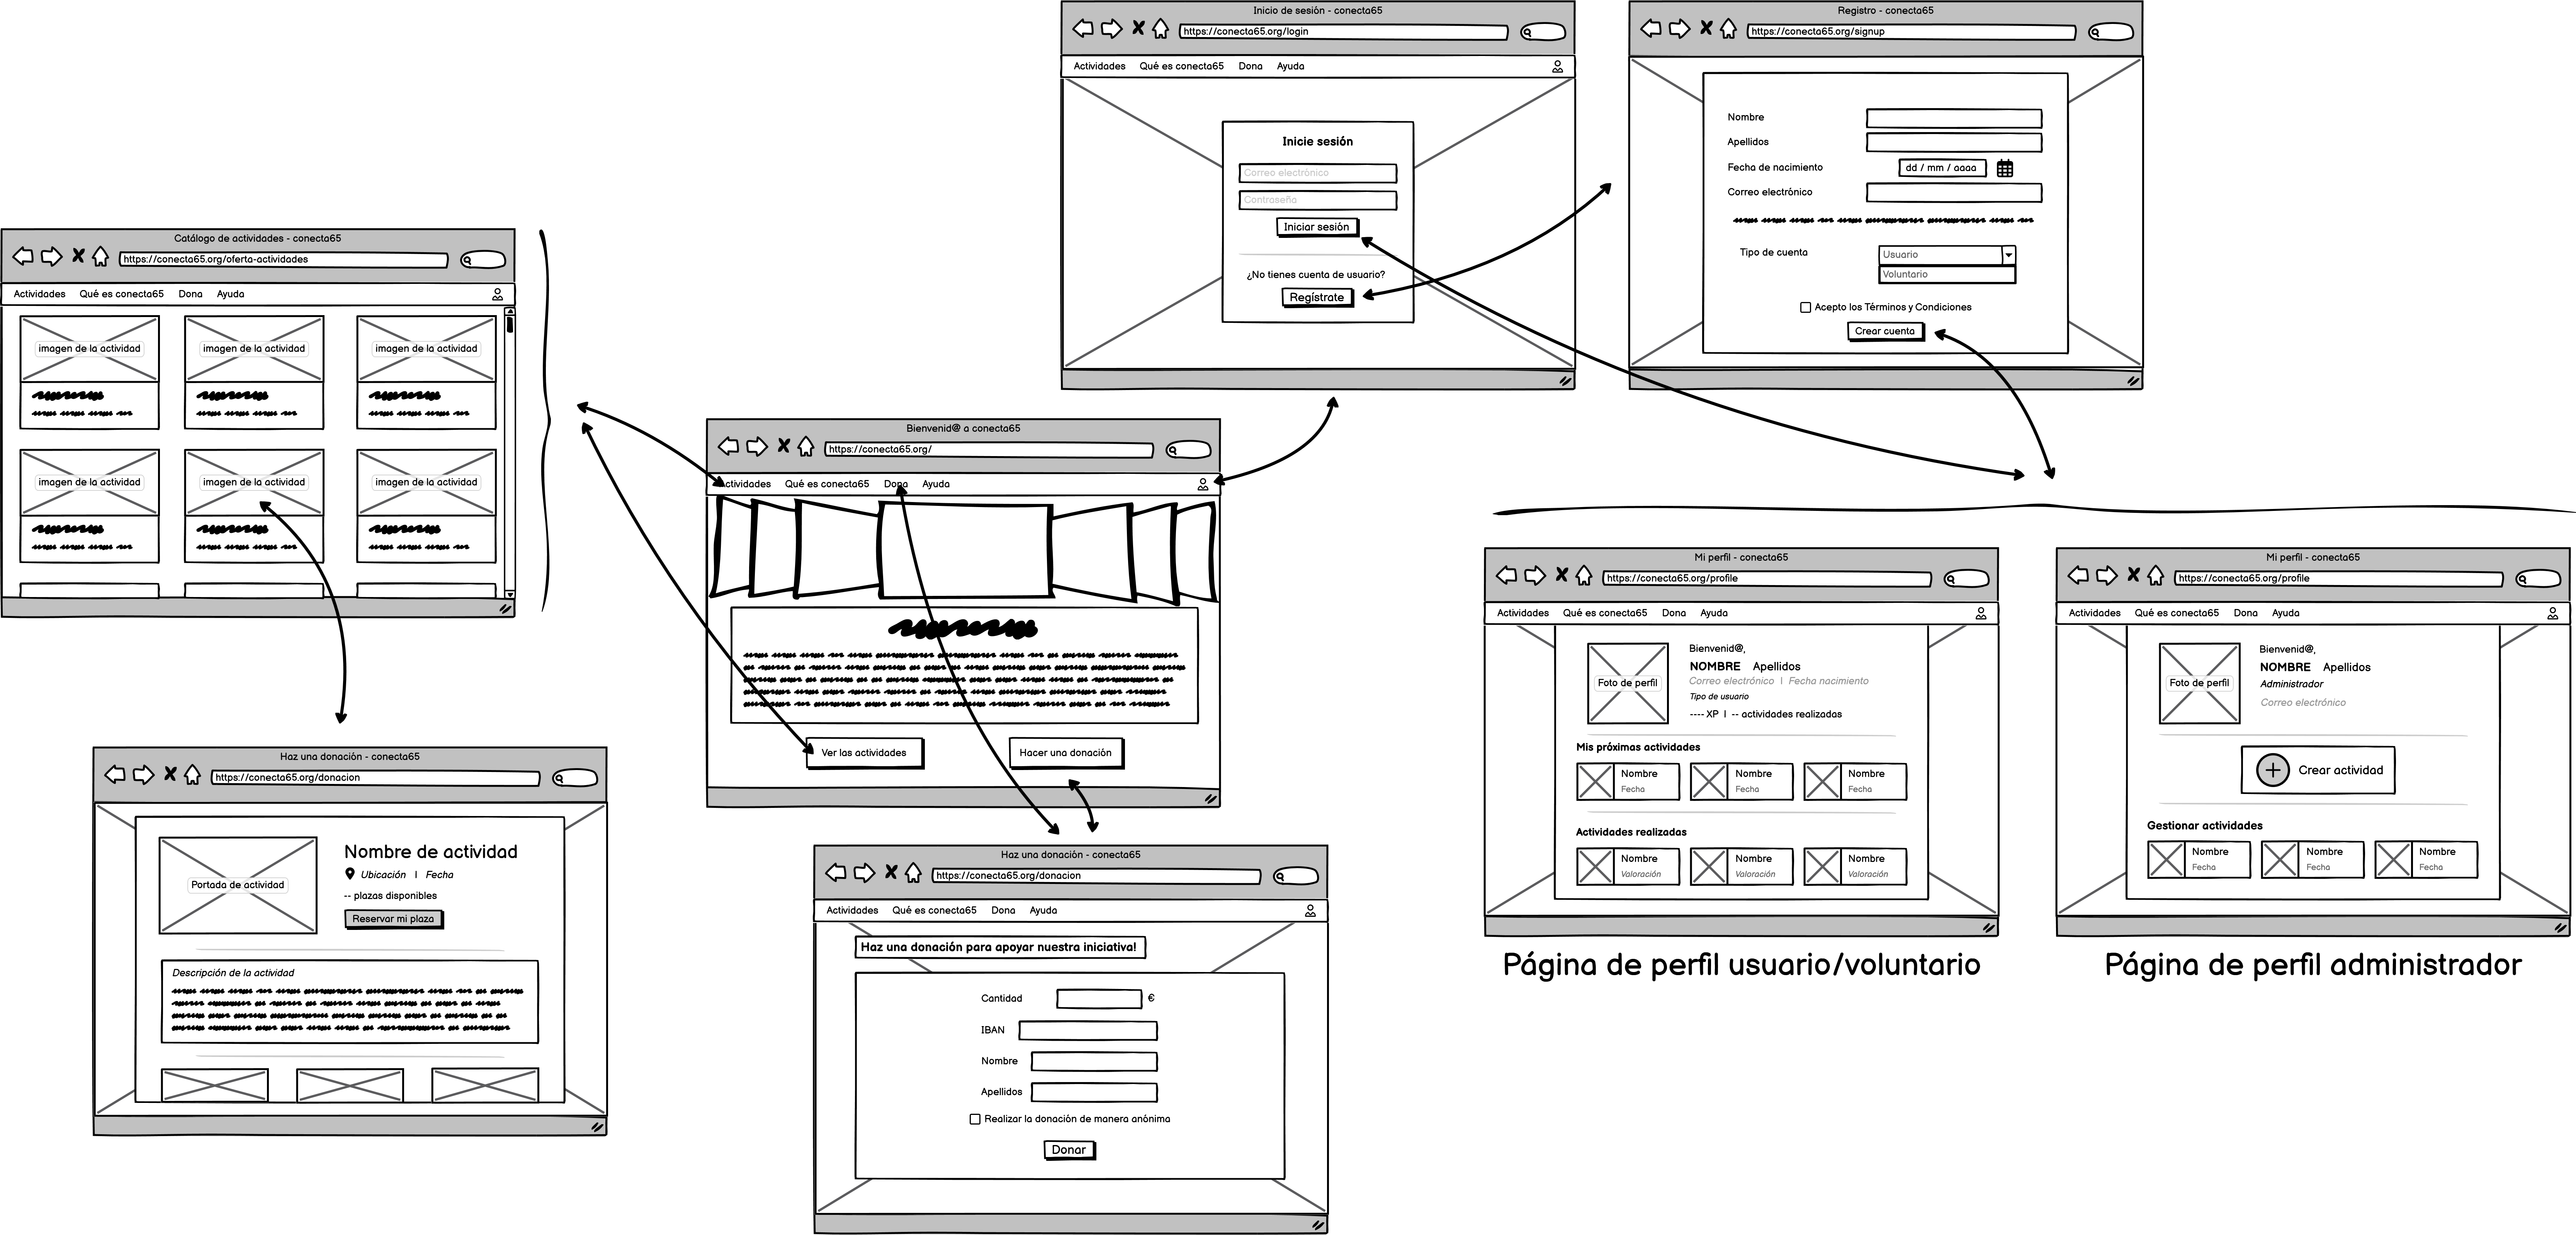 Inicio de sesión - conecta65
https://conecta65.org/login
Actividades Qué es conecta65 Dona Ayuda
Inicie sesión
Correo electrónico
Contraseña
Iniciar sesión
¿No tienes cuenta de usuario?
Regístrate
Registro - conecta65
https://conecta65.org/signup
Nombre
Apellidos
Fecha de nacimiento dd / mm / aaaa
Correo electrónico
Tipo de cuenta Usuario
Voluntario
Acepto los Términos y Condiciones
Crear cuenta
Catálogo de actividades - conecta65
https://conecta65.org/oferta-actividades
Actividades Qué es conecta65 Dona Ayuda
imagen de la actividad imagen de la actividad imagen de la actividad
imagen de la actividad imagen de la actividad imagen de la actividad
Bienvenid@ a conecta65
https://conecta65.org/
Actividades Qué es conecta65 Dona Ayuda
Ver las actividades Hacer una donación
Mi perfil - conecta65
https://conecta65.org/profile
Actividades Qué es conecta65 Dona Ayuda
Foto de perfil
Bienvenid@,
NOMBRE Apellidos
Correo electrónico | Fecha nacimiento
Tipo de usuario
---- XP | -- actividades realizadas
Mis próximas actividades
Nombre Nombre Nombre
Fecha Fecha Fecha
Actividades realizadas
Nombre Nombre Nombre
Valoración Valoración Valoración
Página de perfil usuario/voluntario
Mi perfil - conecta65
https://conecta65.org/profile
Actividades Qué es conecta65 Dona Ayuda
Foto de perfil
Bienvenid@,
NOMBRE Apellidos
Administrador
Correo electrónico
Crear actividad
Gestionar actividades
Nombre Nombre Nombre
Fecha Fecha Fecha
Página de perfil administrador
Haz una donación - conecta65
https://conecta65.org/donacion
Portada de actividad
Nombre de actividad
Ubicación | Fecha
-- plazas disponibles
Reservar mi plaza
Descripción de la actividad
Haz una donación - conecta65
https://conecta65.org/donacion
Actividades Qué es conecta65 Dona Ayuda
Haz una donación para apoyar nuestra iniciativa!
Cantidad €
IBAN
Nombre
Apellidos
Realizar la donación de manera anónima
Donar